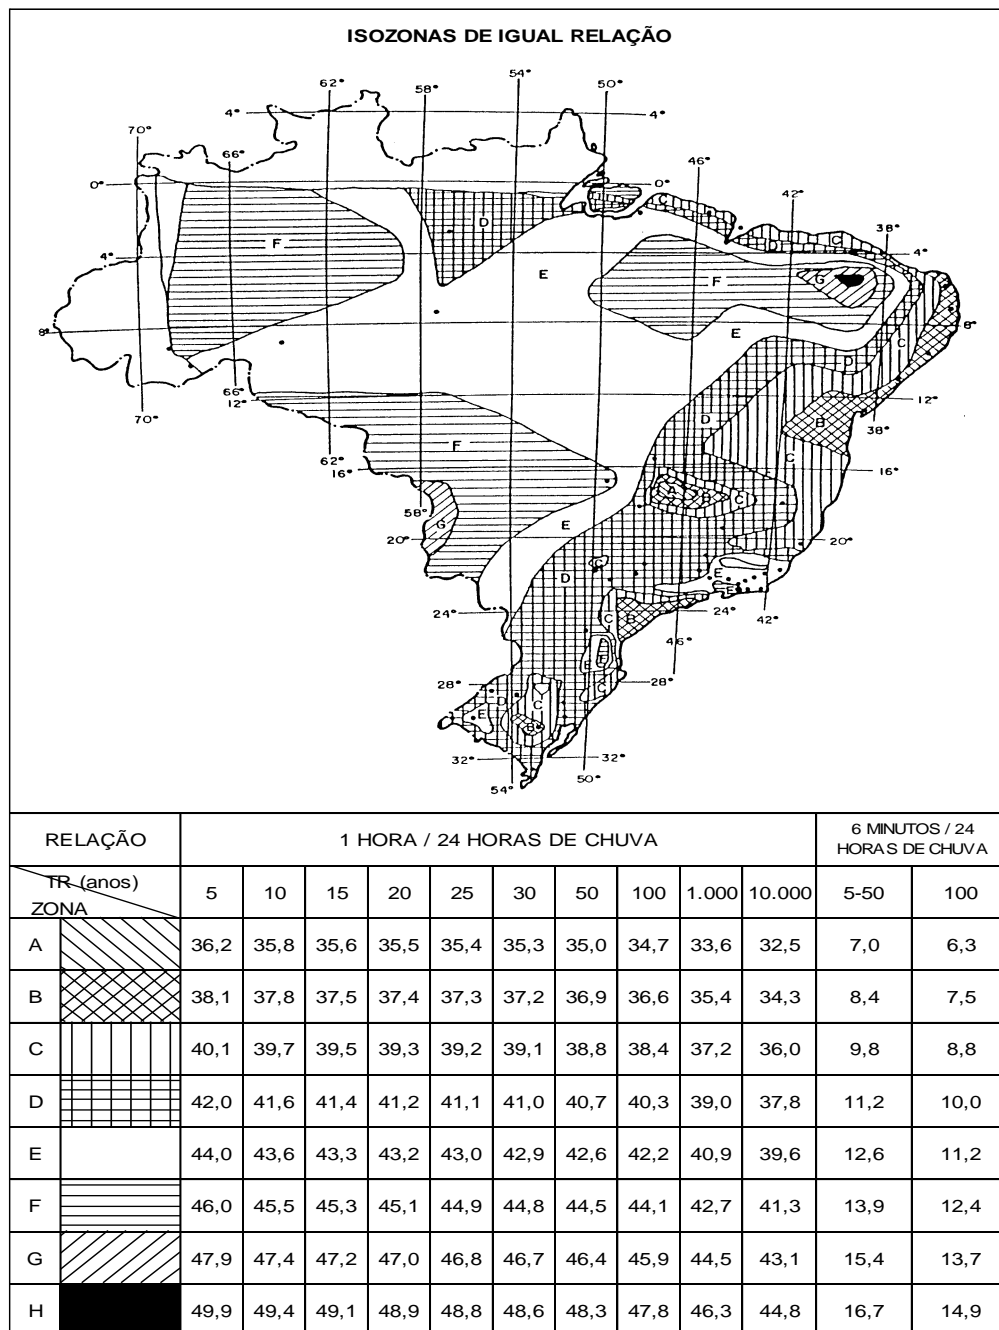 ISOZONAS DE IGUAL RELAÇÃO
54°
62° 58° 50°
4° 4°
70° 66° 46°
0° 0° 42°
C
D 38°
F D C
4° 4°
E F G
8° E 8°
C
D
66° 12°
70° 12° B 38°
D
F
62° C
16° 16°
A B C
58° G
20° E 20°
C
D E
E
24° C B 24°
42°
46°
E F
28° C 28°
D
C
E
B
32° 32°
54° 50°
RELAÇÃO 1 HORA / 24 HORAS DE CHUVA 6 MINUTOS / 24 HORAS DE CHUVA
TR (anos) ZONA 5 10 15 20 25 30 50 100 1.000 10.000 5-50 100
A 36,2 35,8 35,6 35,5 35,4 35,3 35,0 34,7 33,6 32,5 7,0 6,3
B 38,1 37,8 37,5 37,4 37,3 37,2 36,9 36,6 35,4 34,3 8,4 7,5
C 40,1 39,7 39,5 39,3 39,2 39,1 38,8 38,4 37,2 36,0 9,8 8,8
D 42,0 41,6 41,4 41,2 41,1 41,0 40,7 40,3 39,0 37,8 11,2 10,0
E 44,0 43,6 43,3 43,2 43,0 42,9 42,6 42,2 40,9 39,6 12,6 11,2
F 46,0 45,5 45,3 45,1 44,9 44,8 44,5 44,1 42,7 41,3 13,9 12,4
G 47,9 47,4 47,2 47,0 46,8 46,7 46,4 45,9 44,5 43,1 15,4 13,7
H 49,9 49,4 49,1 48,9 48,8 48,6 48,3 47,8 46,3 44,8 16,7 14,9